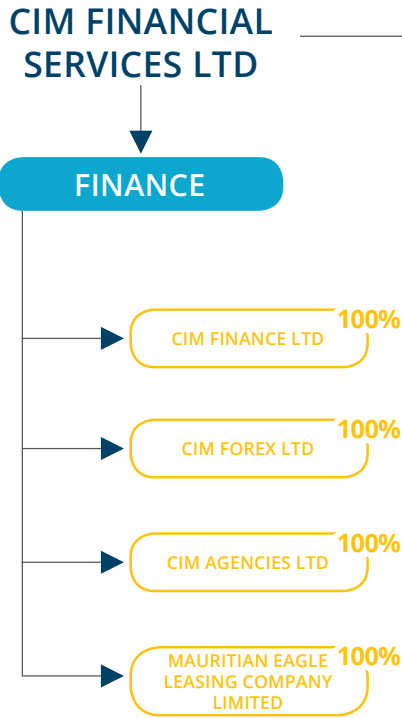 CIM FINANCIAL
SERVICES LTD
FINANCE
100%
CIM FINANCE LTD
100%
CIM FOREX LTD
100%
CIM AGENCIES LTD
100%
MAURITIAN EAGLE
LEASING COMPANY
LIMITED